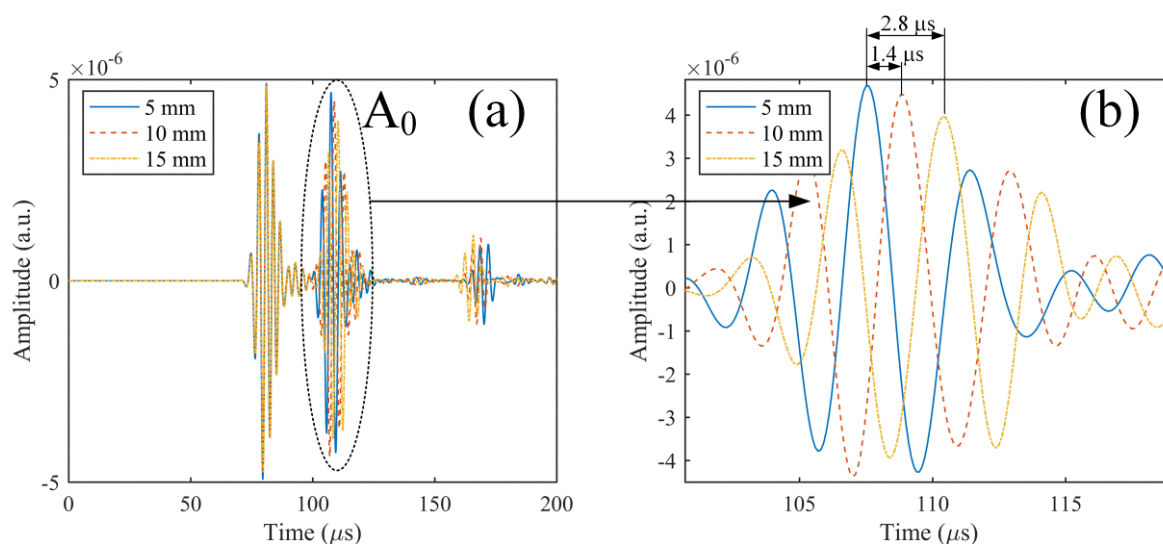 ×10⁻⁶
5
0
-5
0
50
100
150
200
Time (μs)
Amplitude (a.u.)
5 mm
10 mm
15 mm
A₀
(a)
2.8 μs
1.4 μs
×10⁻⁶
4
3
2
1
0
-1
-2
-3
-4
105
110
115
Time (μs)
Amplitude (a.u.)
5 mm
10 mm
15 mm
(b)